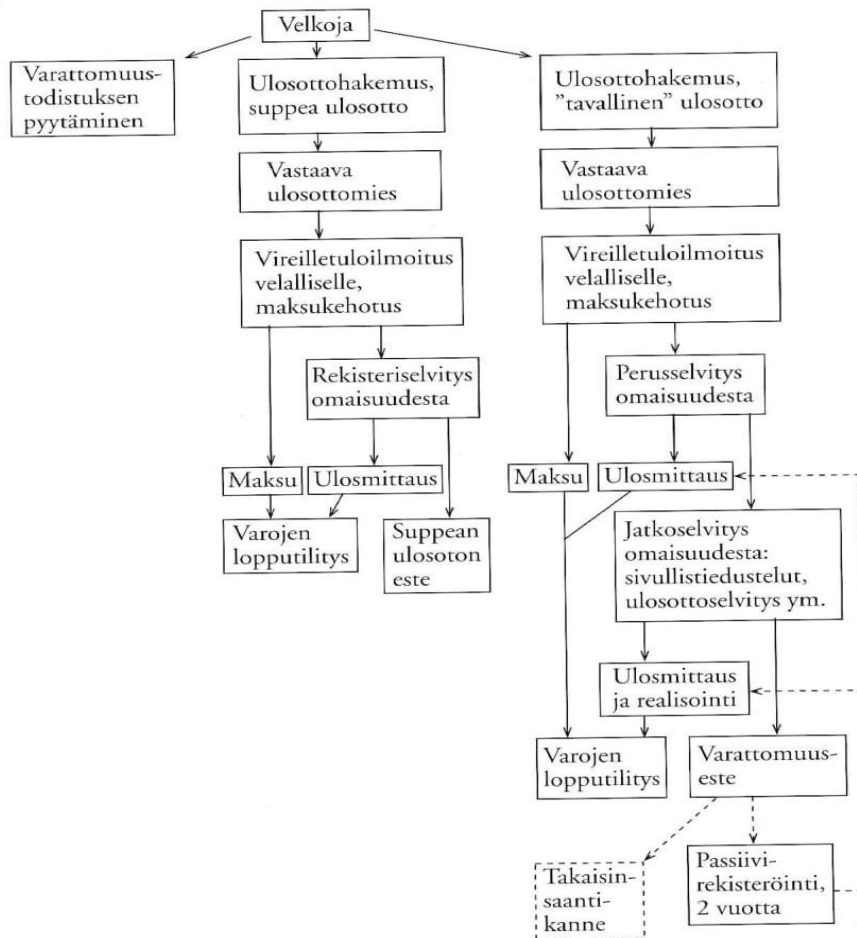 Velkoja
Varattomuus-
todistuksen
pyytäminen
Ulosottohakemus,
suppea ulosotto
Vastaava
ulosottomies
Vireilletuloilmoitus
velalliselle,
maksukehotus
Rekisteriselvitys
omaisuudesta
Maksu
Ulosmittaus
Varojen
lopputilitys
Suppean
ulosoton
este
Ulosottohakemus,
”tavallinen” ulosotto
Vastaava
ulosottomies
Vireilletuloilmoitus
velalliselle,
maksukehotus
Perusselvitys
omaisuudesta
Maksu
Ulosmittaus
Jatkoselvitys
omaisuudesta:
sivullistiedustelut,
ulosottoselvitys ym.
Ulosmittaus
ja realisointi
Varojen
lopputilitys
Varattomuus-
este
Takaisin-
saanti-
kanne
Passiivi-
rekisteröinti,
2 vuotta